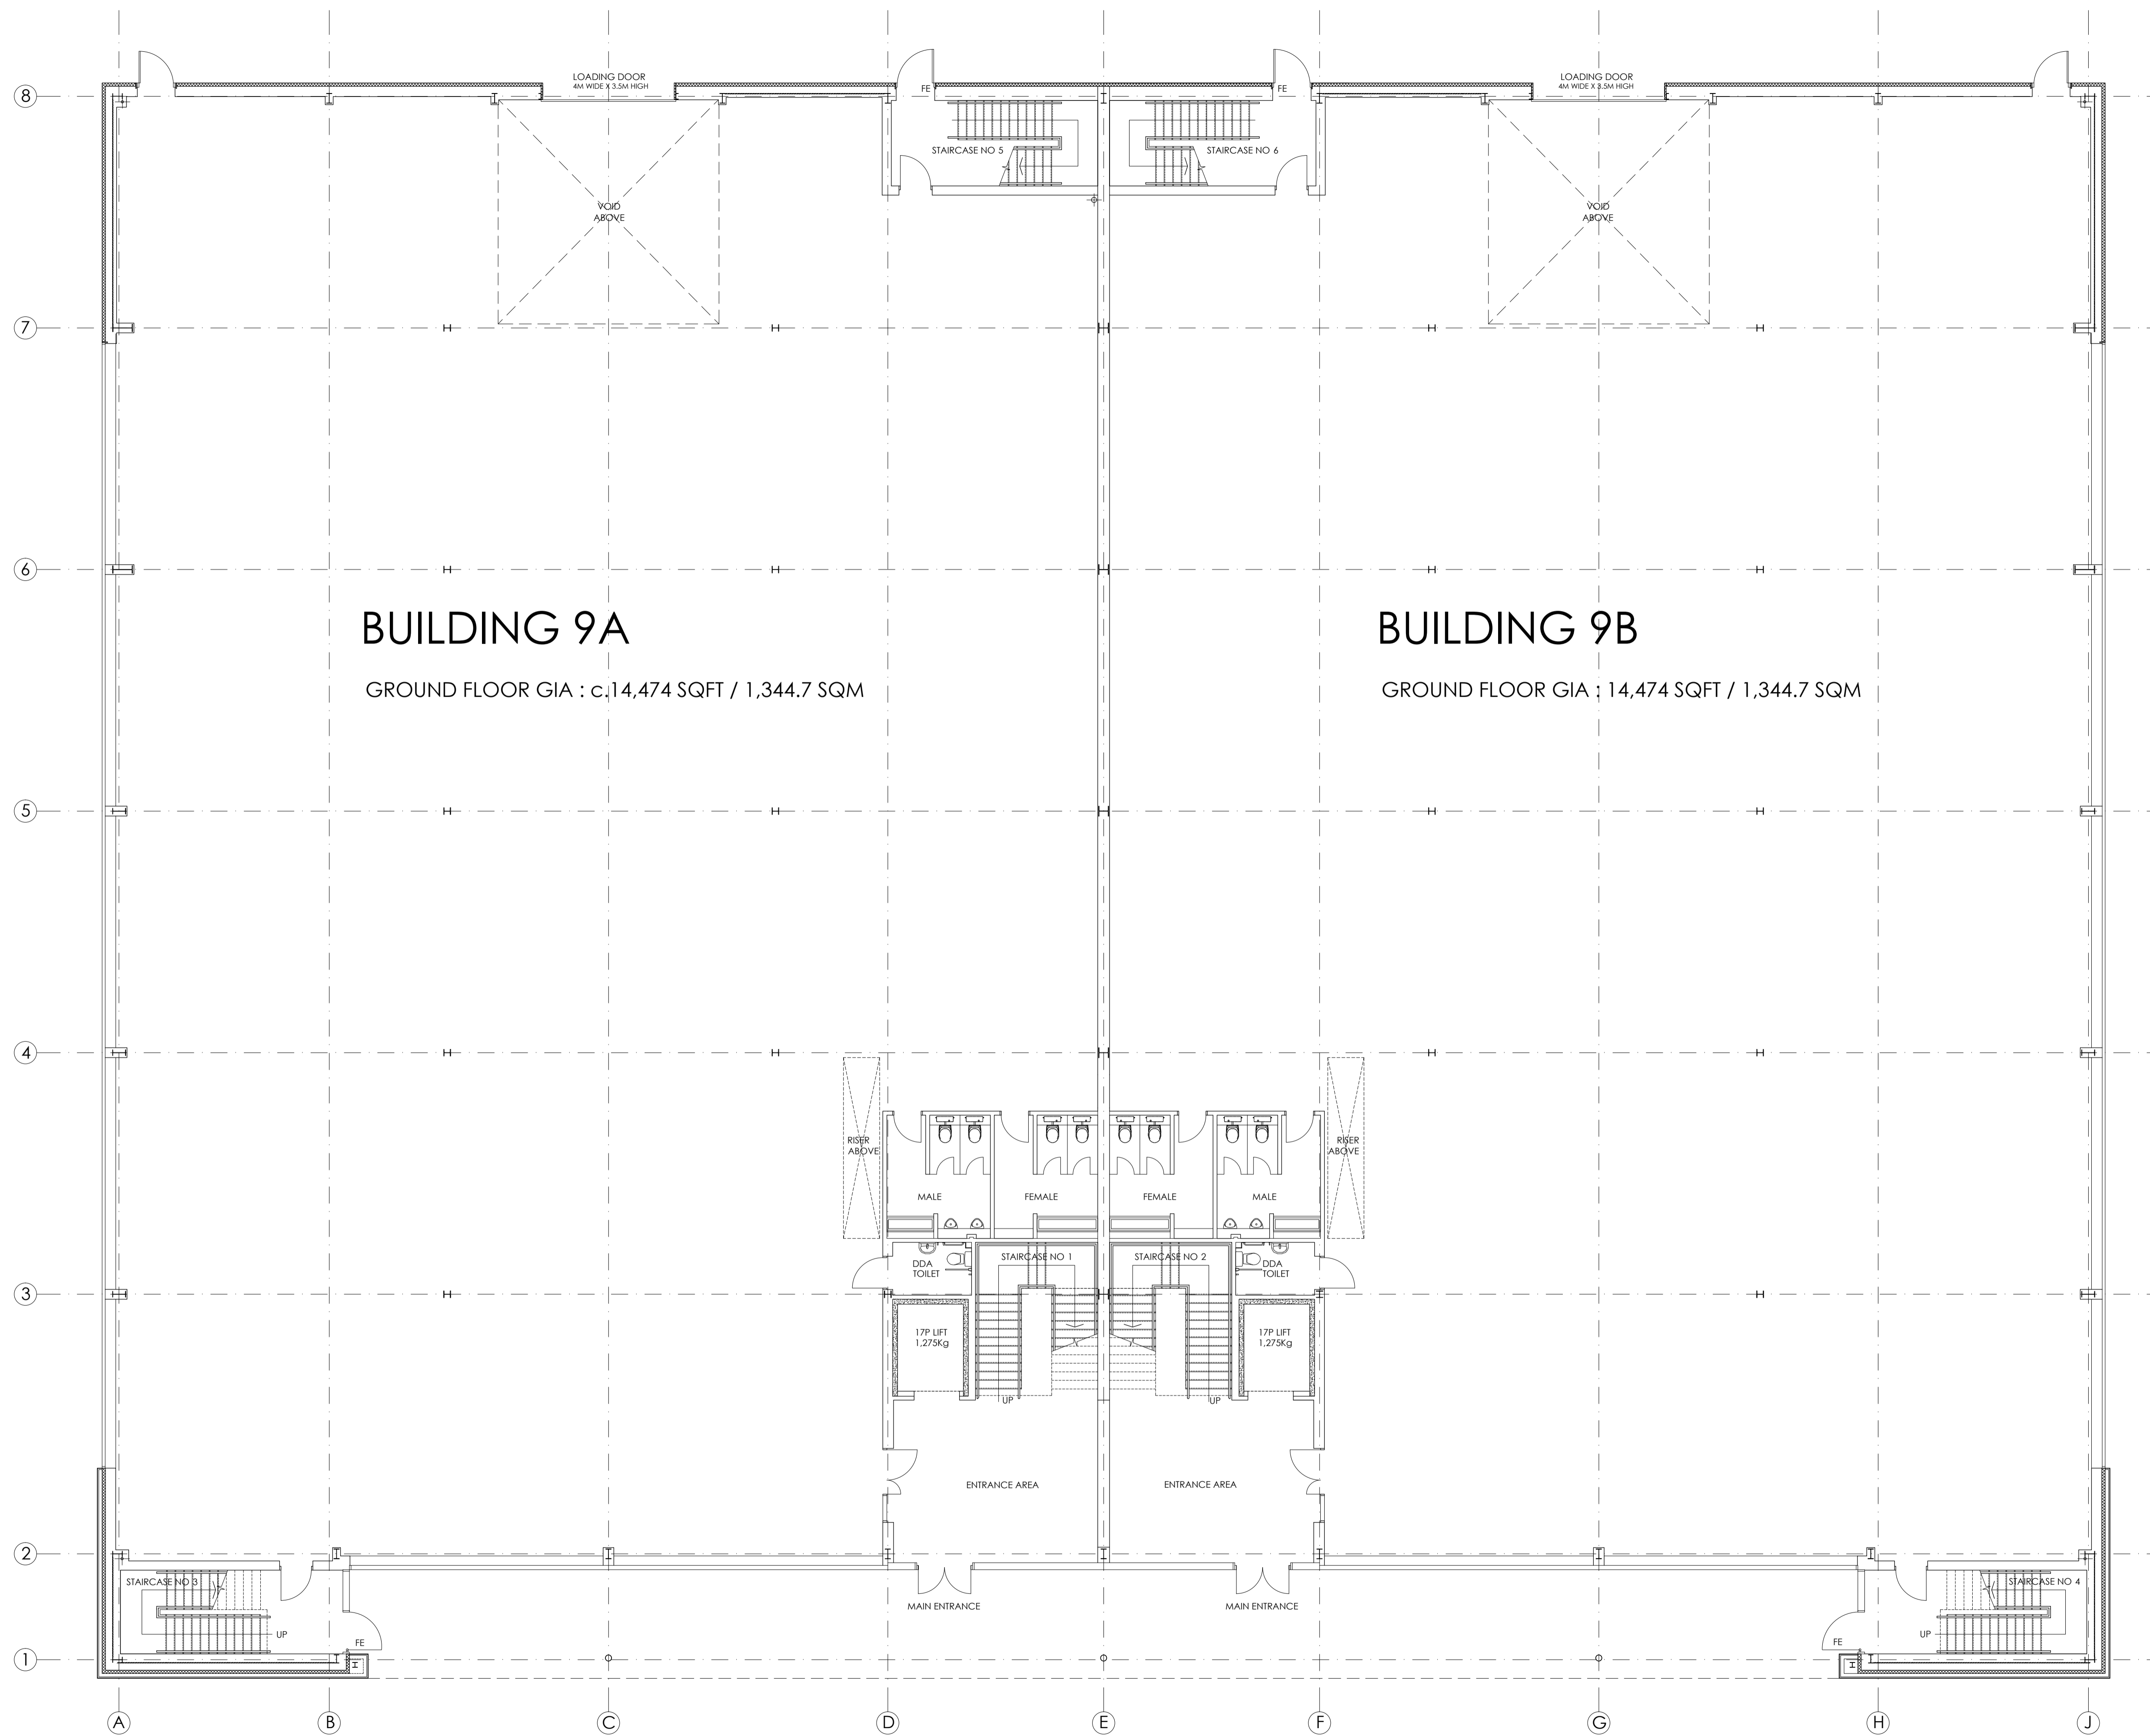 LOADING DOOR
4M WIDE X 3.5M HIGH
LOADING DOOR
4M WIDE X 3.5M HIGH
8
FE
FE
STAIRCASE NO 5
STAIRCASE NO 6
VOID
ABOVE
VOID
ABOVE
7
6
BUILDING 9A
BUILDING 9B
GROUND FLOOR GIA : c.14,474 SQFT / 1,344.7 SQM
GROUND FLOOR GIA : 14,474 SQFT / 1,344.7 SQM
5
4
RISER
ABOVE
RISER
ABOVE
MALE
FEMALE
FEMALE
MALE
STAIRCASE NO 1
STAIRCASE NO 2
DDA
TOILET
DDA
TOILET
3
17P LIFT
1,275Kg
17P LIFT
1,275Kg
UP
UP
ENTRANCE AREA
ENTRANCE AREA
2
STAIRCASE NO 3
STAIRCASE NO 4
MAIN ENTRANCE
MAIN ENTRANCE
UP
UP
FE
FE
1
A
B
C
D
E
F
G
H
J